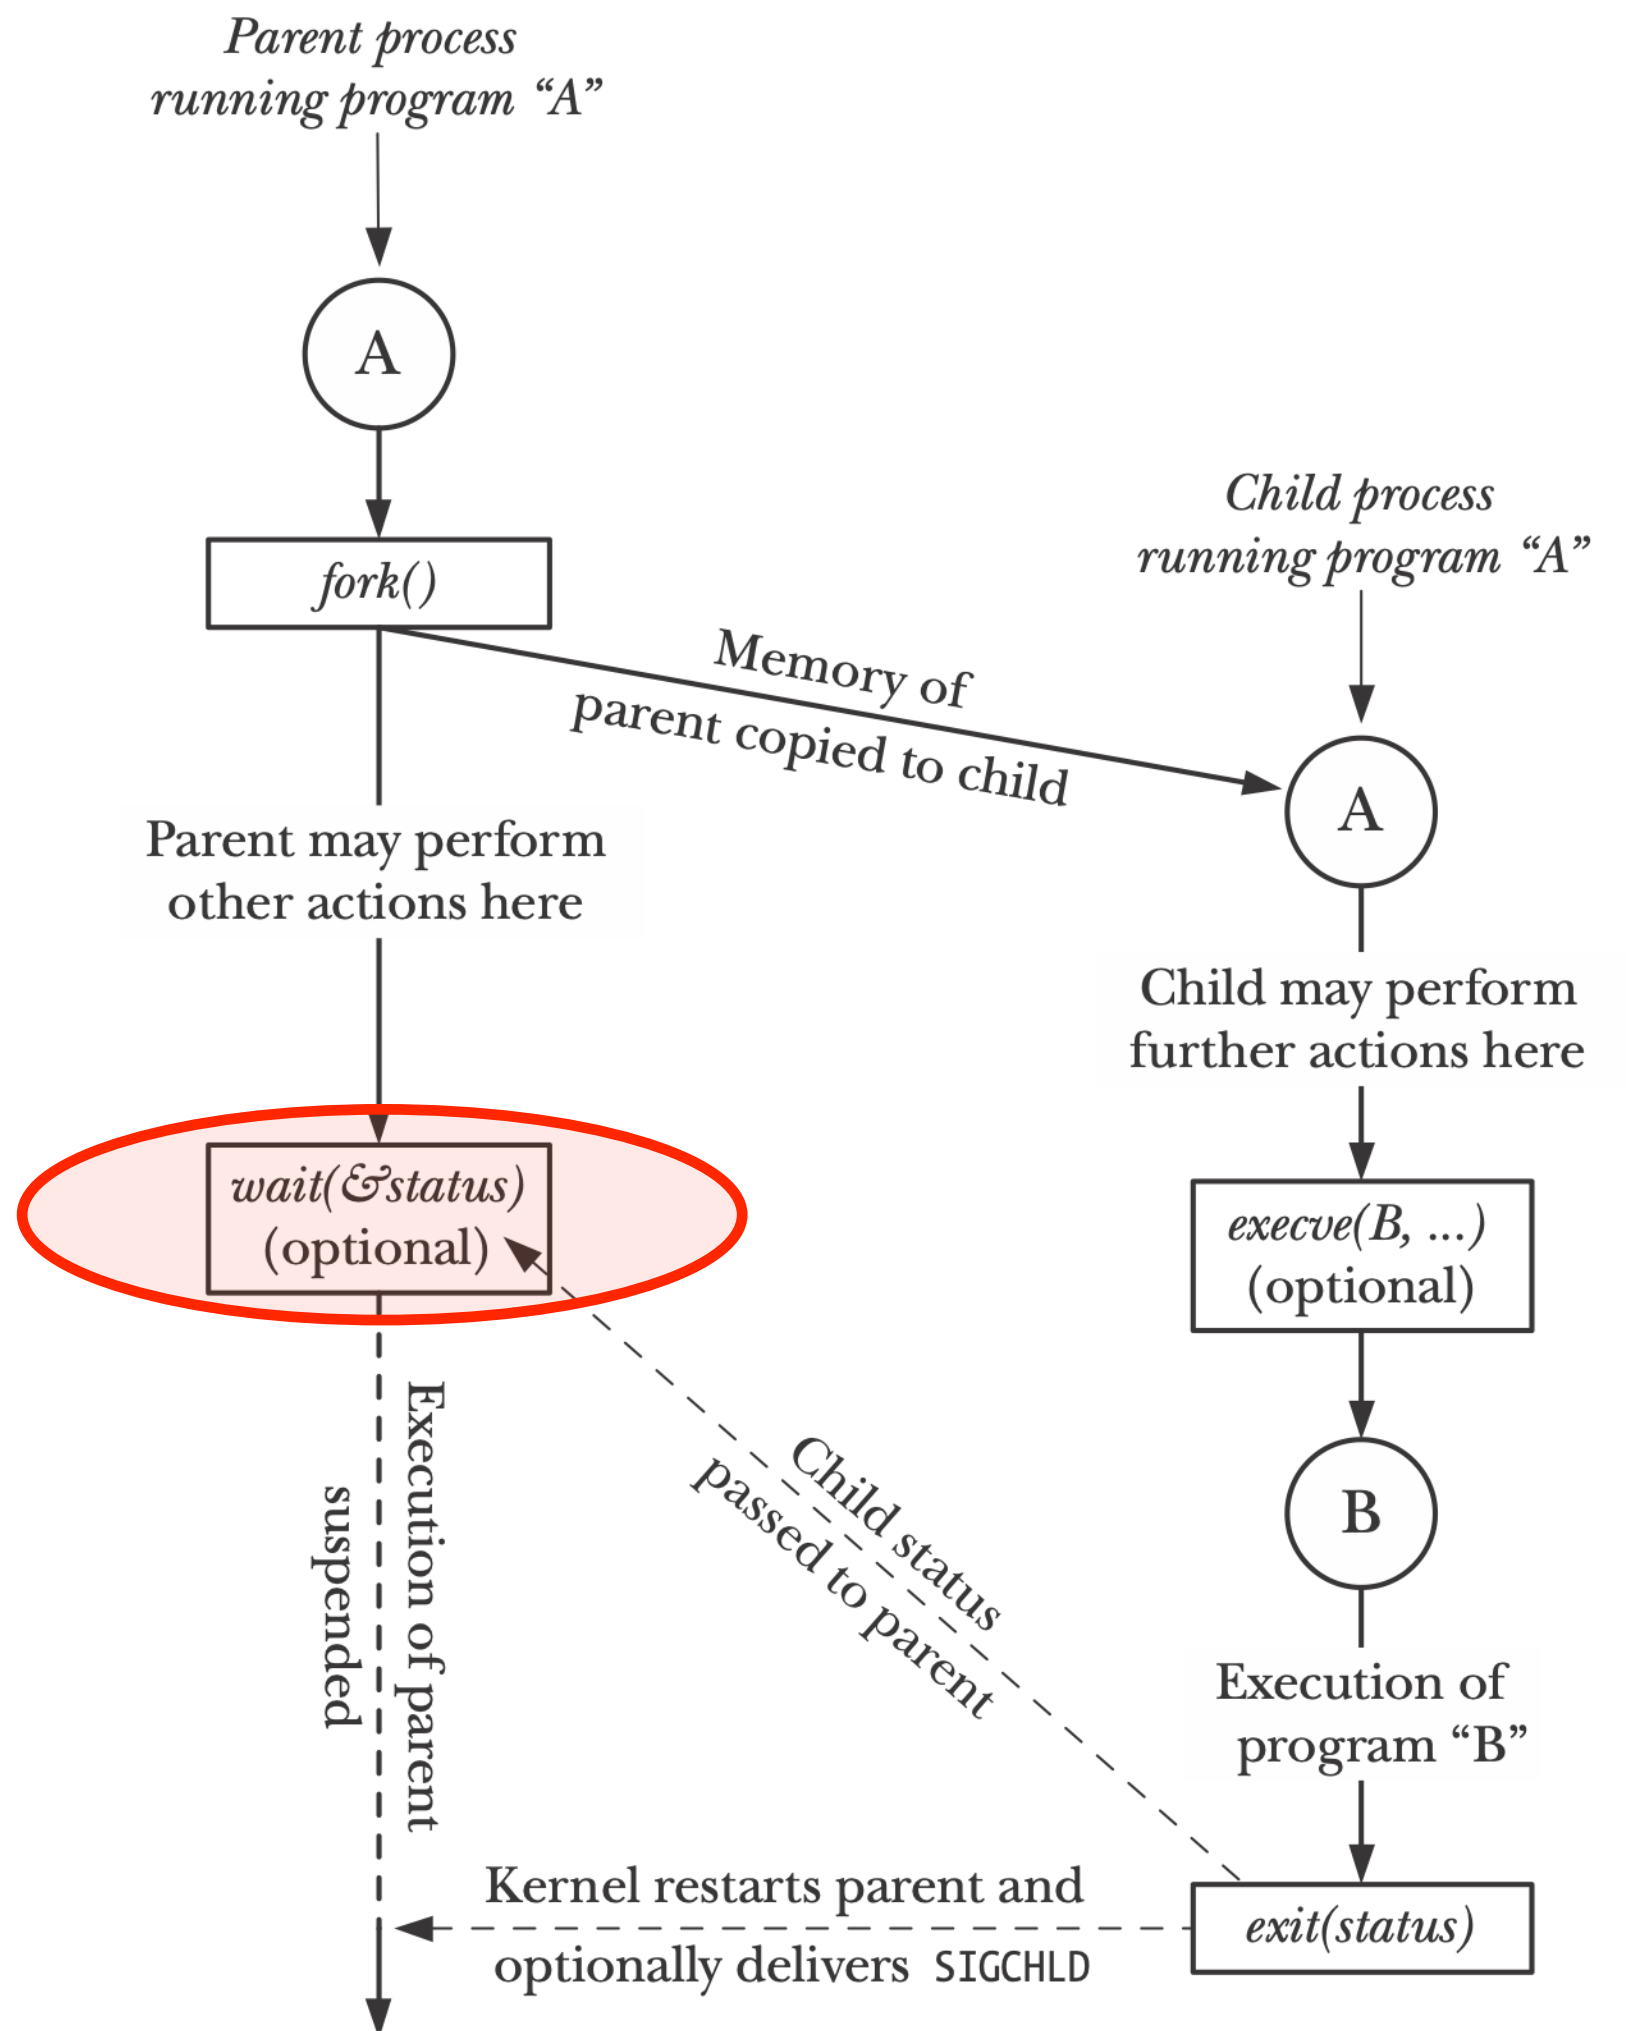 Parent process
running program “A”
A
fork()
Memory of
parent copied to child
Child process
running program “A”
A
Parent may perform
other actions here
Child may perform
further actions here
wait(&status)
(optional)
execve(B, ...)
(optional)
B
Execution of parent
suspended
Child status
passed to parent
Execution of
program “B”
Kernel restarts parent and
optionally delivers SIGCHLD
exit(status)